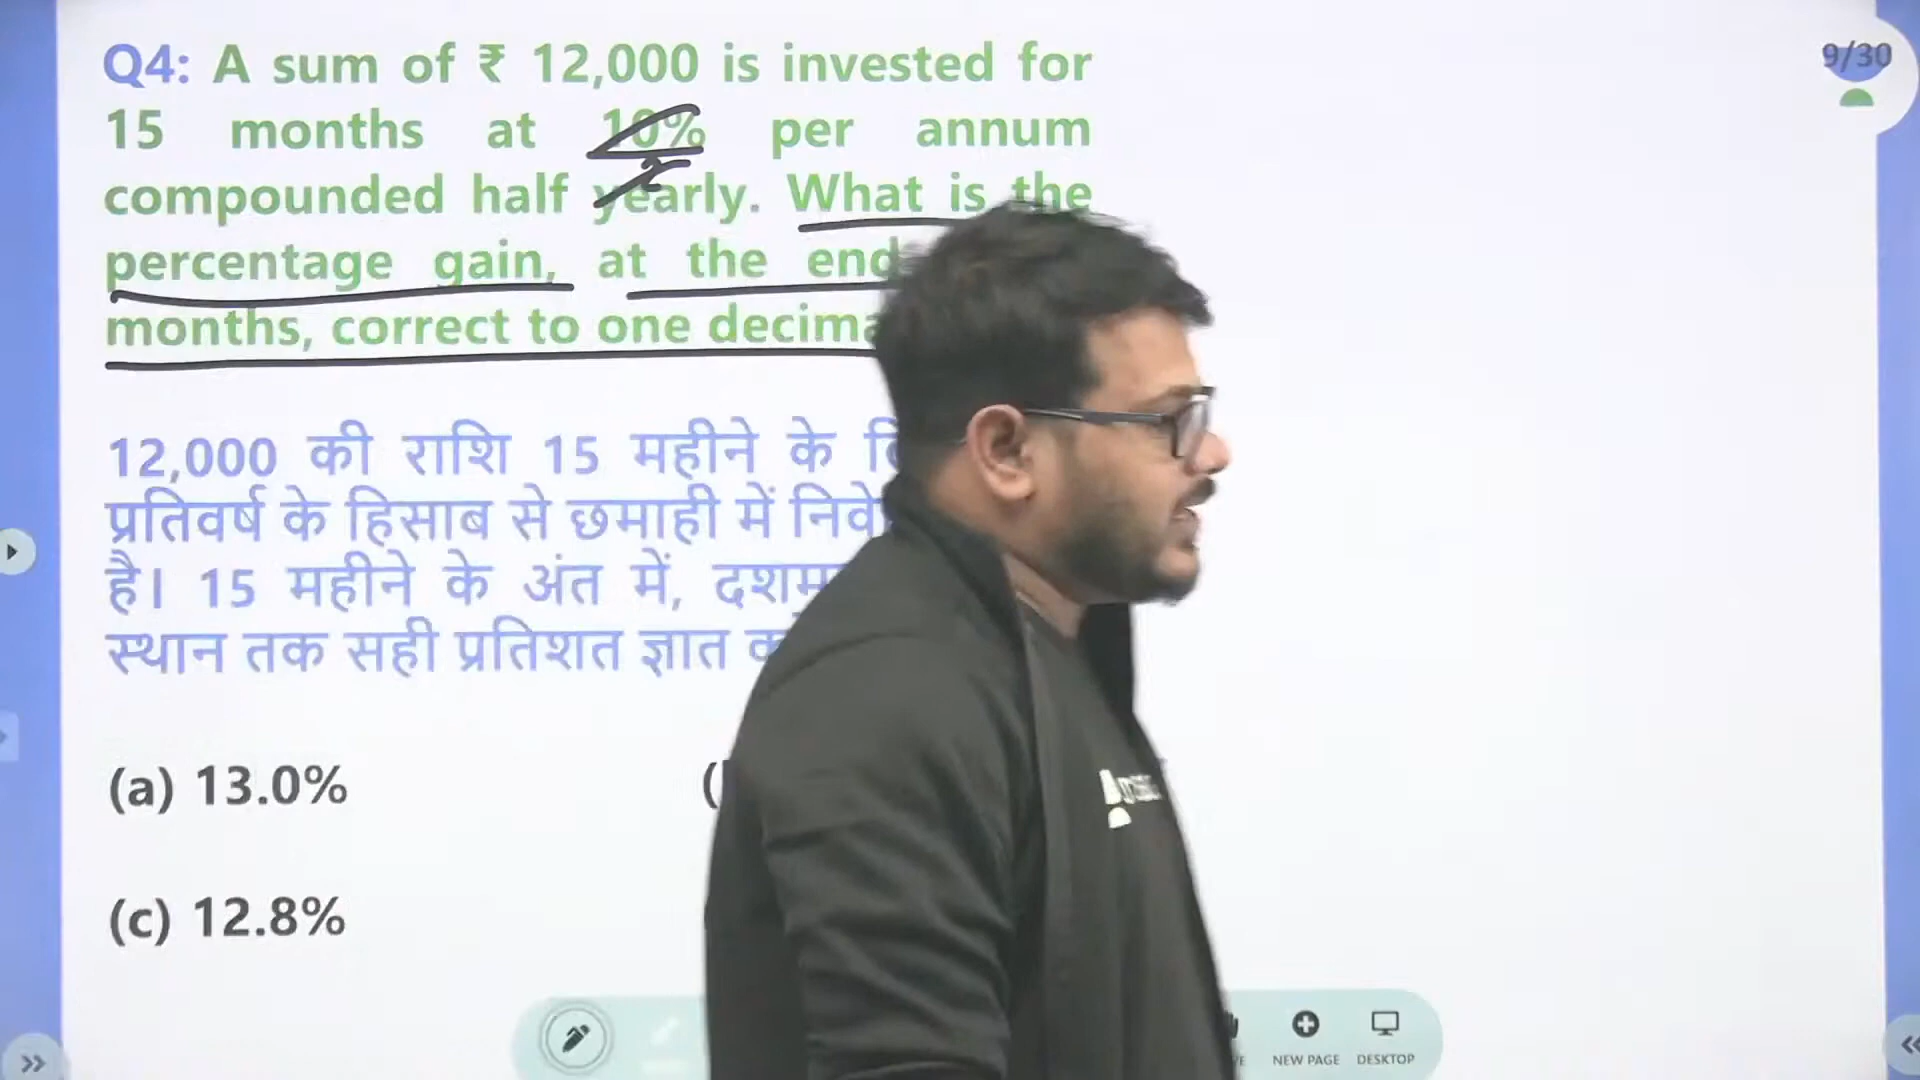 Q4: A sum of ₹ 12,000 is invested for
9/30
15 months at 10% per annum
2
compounded half yearly. What is the
percentage gain, at the end
months, correct to one decima
12,000 की राशि 15 महीने के
प्रतिवर्ष के हिसाब से छमाही में निवे
है। 15 महीने के अंत में,
स्थान तक सही प्रतिशत ज्ञात
(a) 13.0%
(c) 12.8%
NEW PAGE DESKTOP